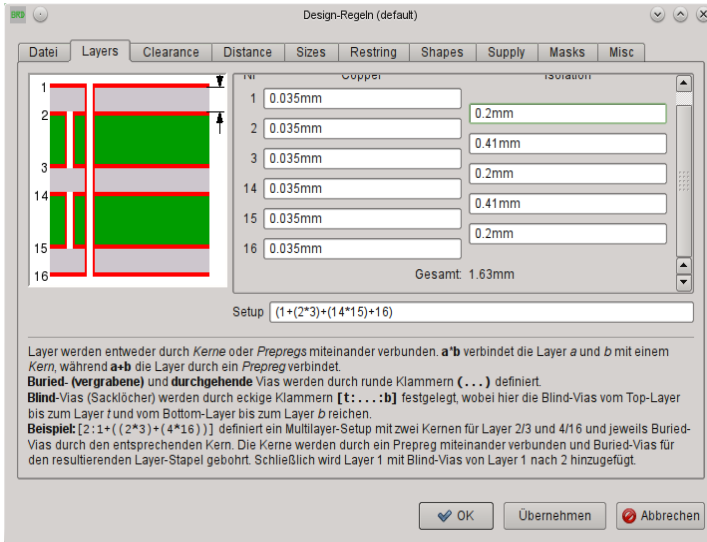 BRD
Design-Regeln (default)
Datei Layers Clearance Distance Sizes Restring Shapes Supply Masks Misc
Nr Copper Isolation
1 0.035mm
0.2mm
2 0.035mm
0.41mm
3 0.035mm
0.2mm
14 0.035mm
0.41mm
15 0.035mm
0.2mm
16 0.035mm
Gesamt: 1.63mm
1
2
3
14
15
16
Setup (1+(2*3)+(14*15)+16)
Layer werden entweder durch Kerne oder Prepregs miteinander verbunden. a*b verbindet die Layer a und b mit einem
Kern, während a+b die Layer durch ein Prepreg verbindet.
Buried- (vergrabene) und durchgehende Vias werden durch runde Klammern (...) definiert.
Blind-Vias (Sacklöcher) werden durch eckige Klammern [t:...:b] festgelegt, wobei hier die Blind-Vias vom Top-Layer
bis zum Layer t und vom Bottom-Layer bis zum Layer b reichen.
Beispiel: [2:1+((2*3)+(4*16))] definiert ein Multilayer-Setup mit zwei Kernen für Layer 2/3 und 4/16 und jeweils Buried-
Vias durch den entsprechenden Kern. Die Kerne werden durch ein Prepreg miteinander verbunden und Buried-Vias für
den resultierenden Layer-Stapel gebohrt. Schließlich wird Layer 1 mit Blind-Vias von Layer 1 nach 2 hinzugefügt.
OK Übernehmen Abbrechen